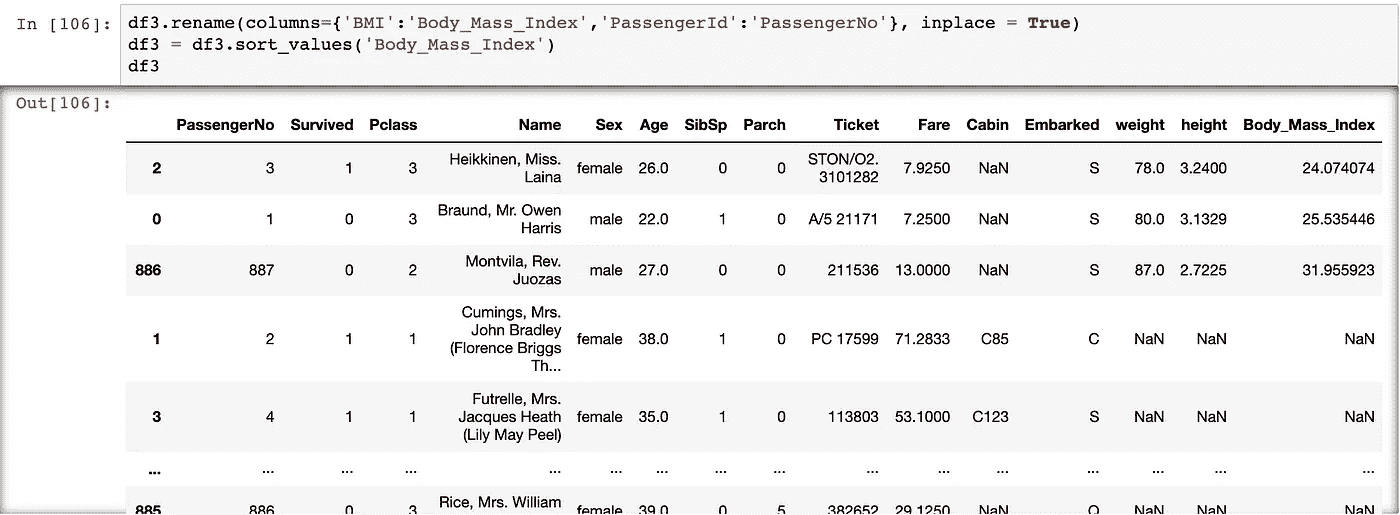 In [106]: df3.rename(columns={'BMI':'Body_Mass_Index','PassengerId':'PassengerNo'}, inplace = True)
df3 = df3.sort_values('Body_Mass_Index')
df3
Out[106]:
PassengerNo Survived Pclass Name Sex Age SibSp Parch Ticket Fare Cabin Embarked weight height Body_Mass_Index
2 3 1 3 Heikkinen, Miss. Laina female 26.0 0 0 STON/O2. 3101282 7.9250 NaN S 78.0 3.2400 24.074074
0 1 0 3 Braund, Mr. Owen Harris male 22.0 1 0 A/5 21171 7.2500 NaN S 80.0 3.1329 25.535446
886 887 0 2 Montvila, Rev. Juozas male 27.0 0 0 211536 13.0000 NaN S 87.0 2.7225 31.955923
1 2 1 1 Cumings, Mrs. John Bradley (Florence Briggs Th... female 38.0 1 0 PC 17599 71.2833 C85 C NaN NaN NaN
3 4 1 1 Futrelle, Mrs. Jacques Heath (Lily May Peel) female 35.0 1 0 113803 53.1000 C123 S NaN NaN NaN
... ... ... ... ... ... ... ... ... ... ... ... ... ... ... ...
885 886 0 3 Rice, Mrs. William female 39.0 0 5 382652 29.1250 NaN Q NaN NaN NaN